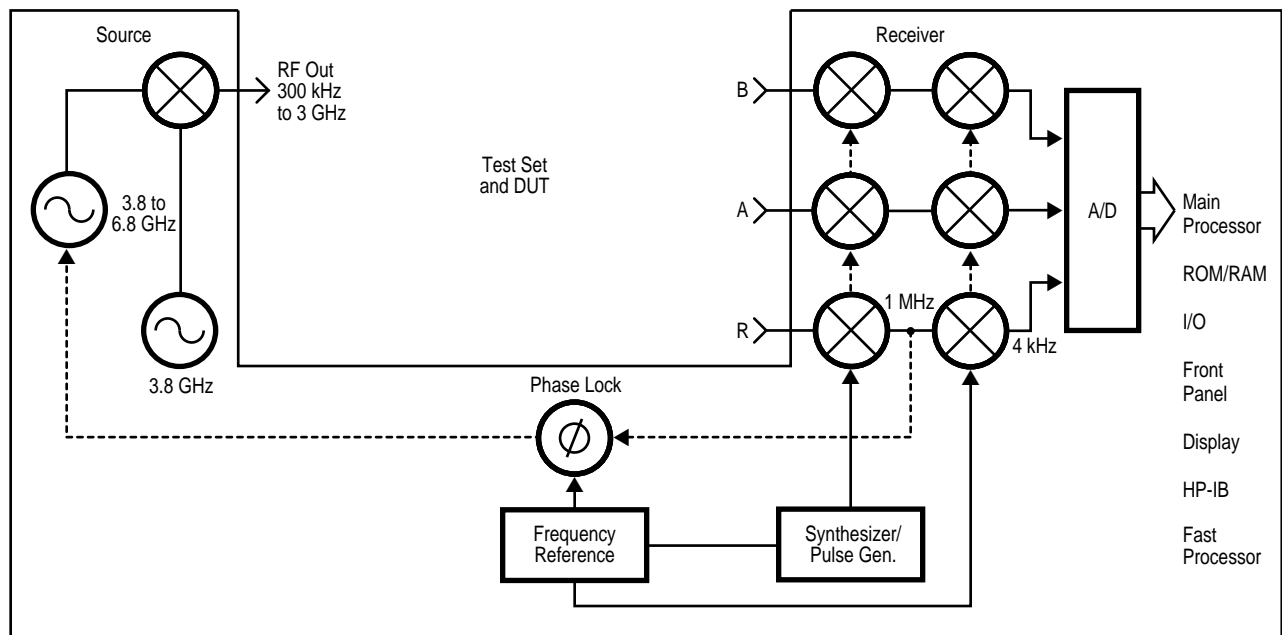 Source
RF Out
300 kHz
to 3 GHz
3.8 to
6.8 GHz
3.8 GHz
Test Set
and DUT
Receiver
B
A
R
1 MHz
4 kHz
A/D
Main
Processor
ROM/RAM
I/O
Front
Panel
Display
HP-IB
Fast
Processor
Phase Lock
Frequency
Reference
Synthesizer/
Pulse Gen.